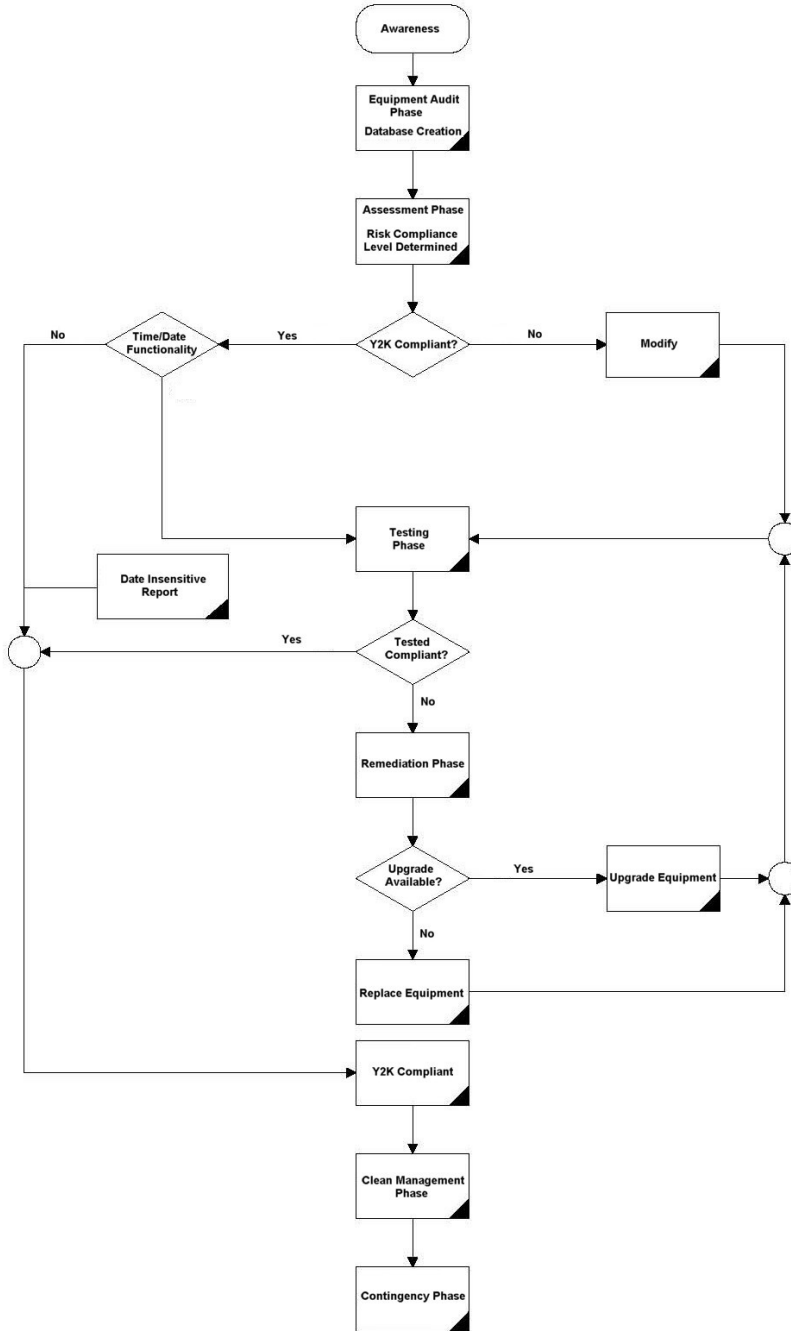 Awareness
Equipment Audit
Phase
Database Creation
Assessment Phase
Risk Compliance
Level Determined
No
Time/Date
Functionality
Yes
Y2K Compliant?
No
Modify
Testing
Phase
Date Insensitive
Report
Yes
Tested
Compliant?
No
Remediation Phase
Upgrade
Available?
Yes
Upgrade Equipment
No
Replace Equipment
Y2K Compliant
Clean Management
Phase
Contingency Phase